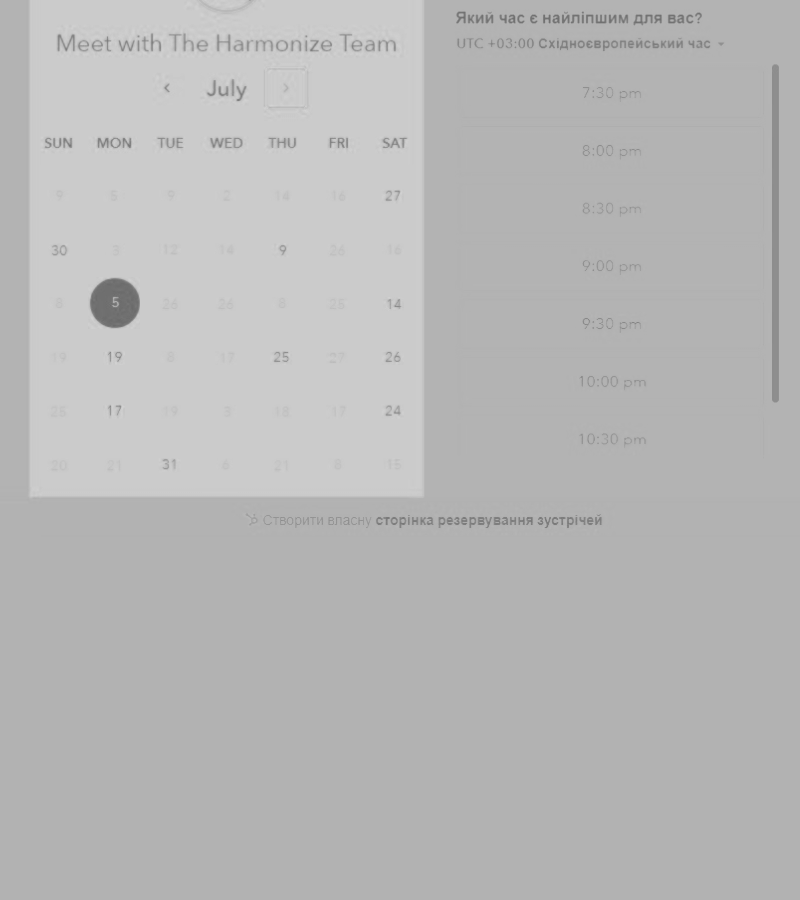 Meet with The Harmonize Team
July
SUN MON TUE WED THU FRI SAT
9 5 9 2 14 16 27
30 3 12 14 9 26 16
8 5 26 26 8 25 14
19 19 8 17 25 27 26
25 17 19 3 18 17 24
20 21 31 6 21 8 15
Який час є найліпшим для вас?
UTC +03:00 Східноєвропейський час
7:30 pm
8:00 pm
8:30 pm
9:00 pm
9:30 pm
10:00 pm
10:30 pm
Створити власну сторінка резервування зустрічей